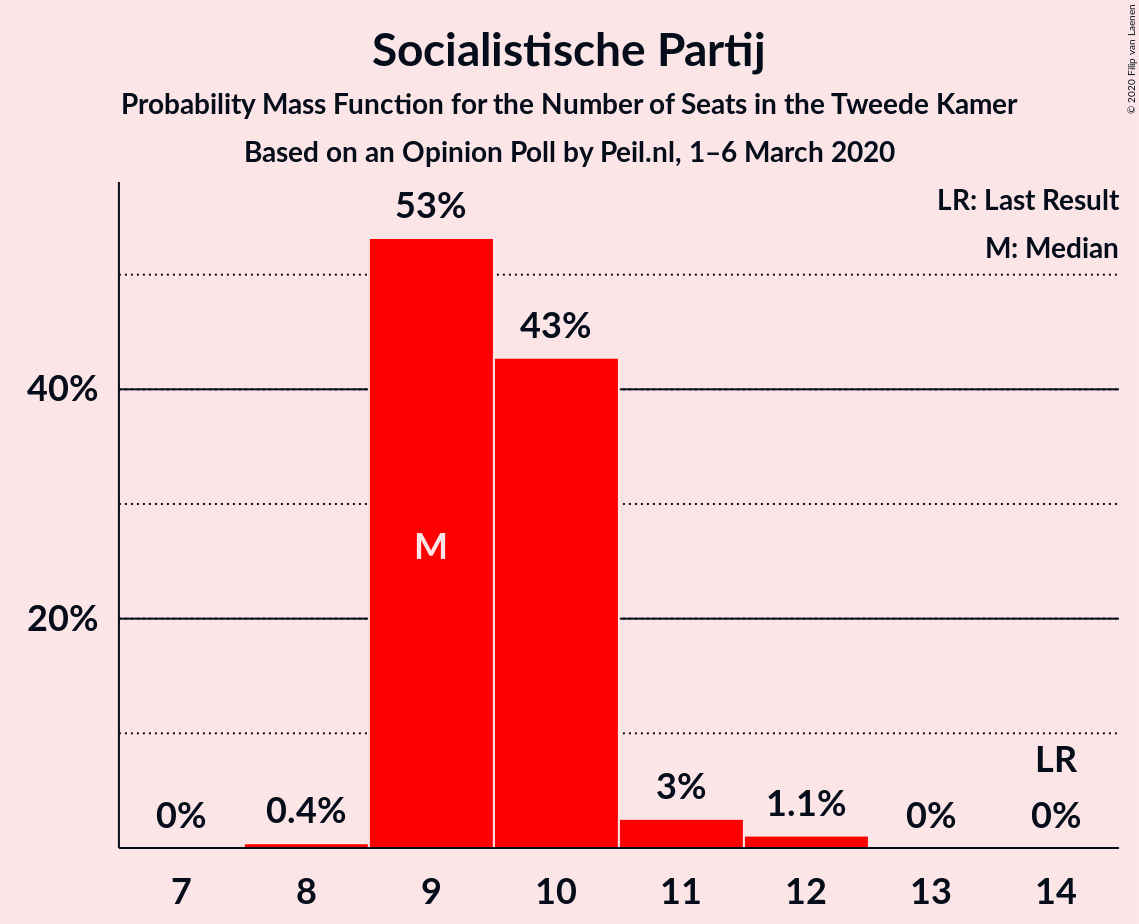 Socialistische Partij
Probability Mass Function for the Number of Seats in the Tweede Kamer
Based on an Opinion Poll by Peil.nl, 1–6 March 2020
© 2020 Filip van Laenen
LR: Last Result
M: Median
53%
43%
40%
M
20%
LR
0%
0.4%
3%
1.1%
0%
0%
7
8
9
10
11
12
13
14